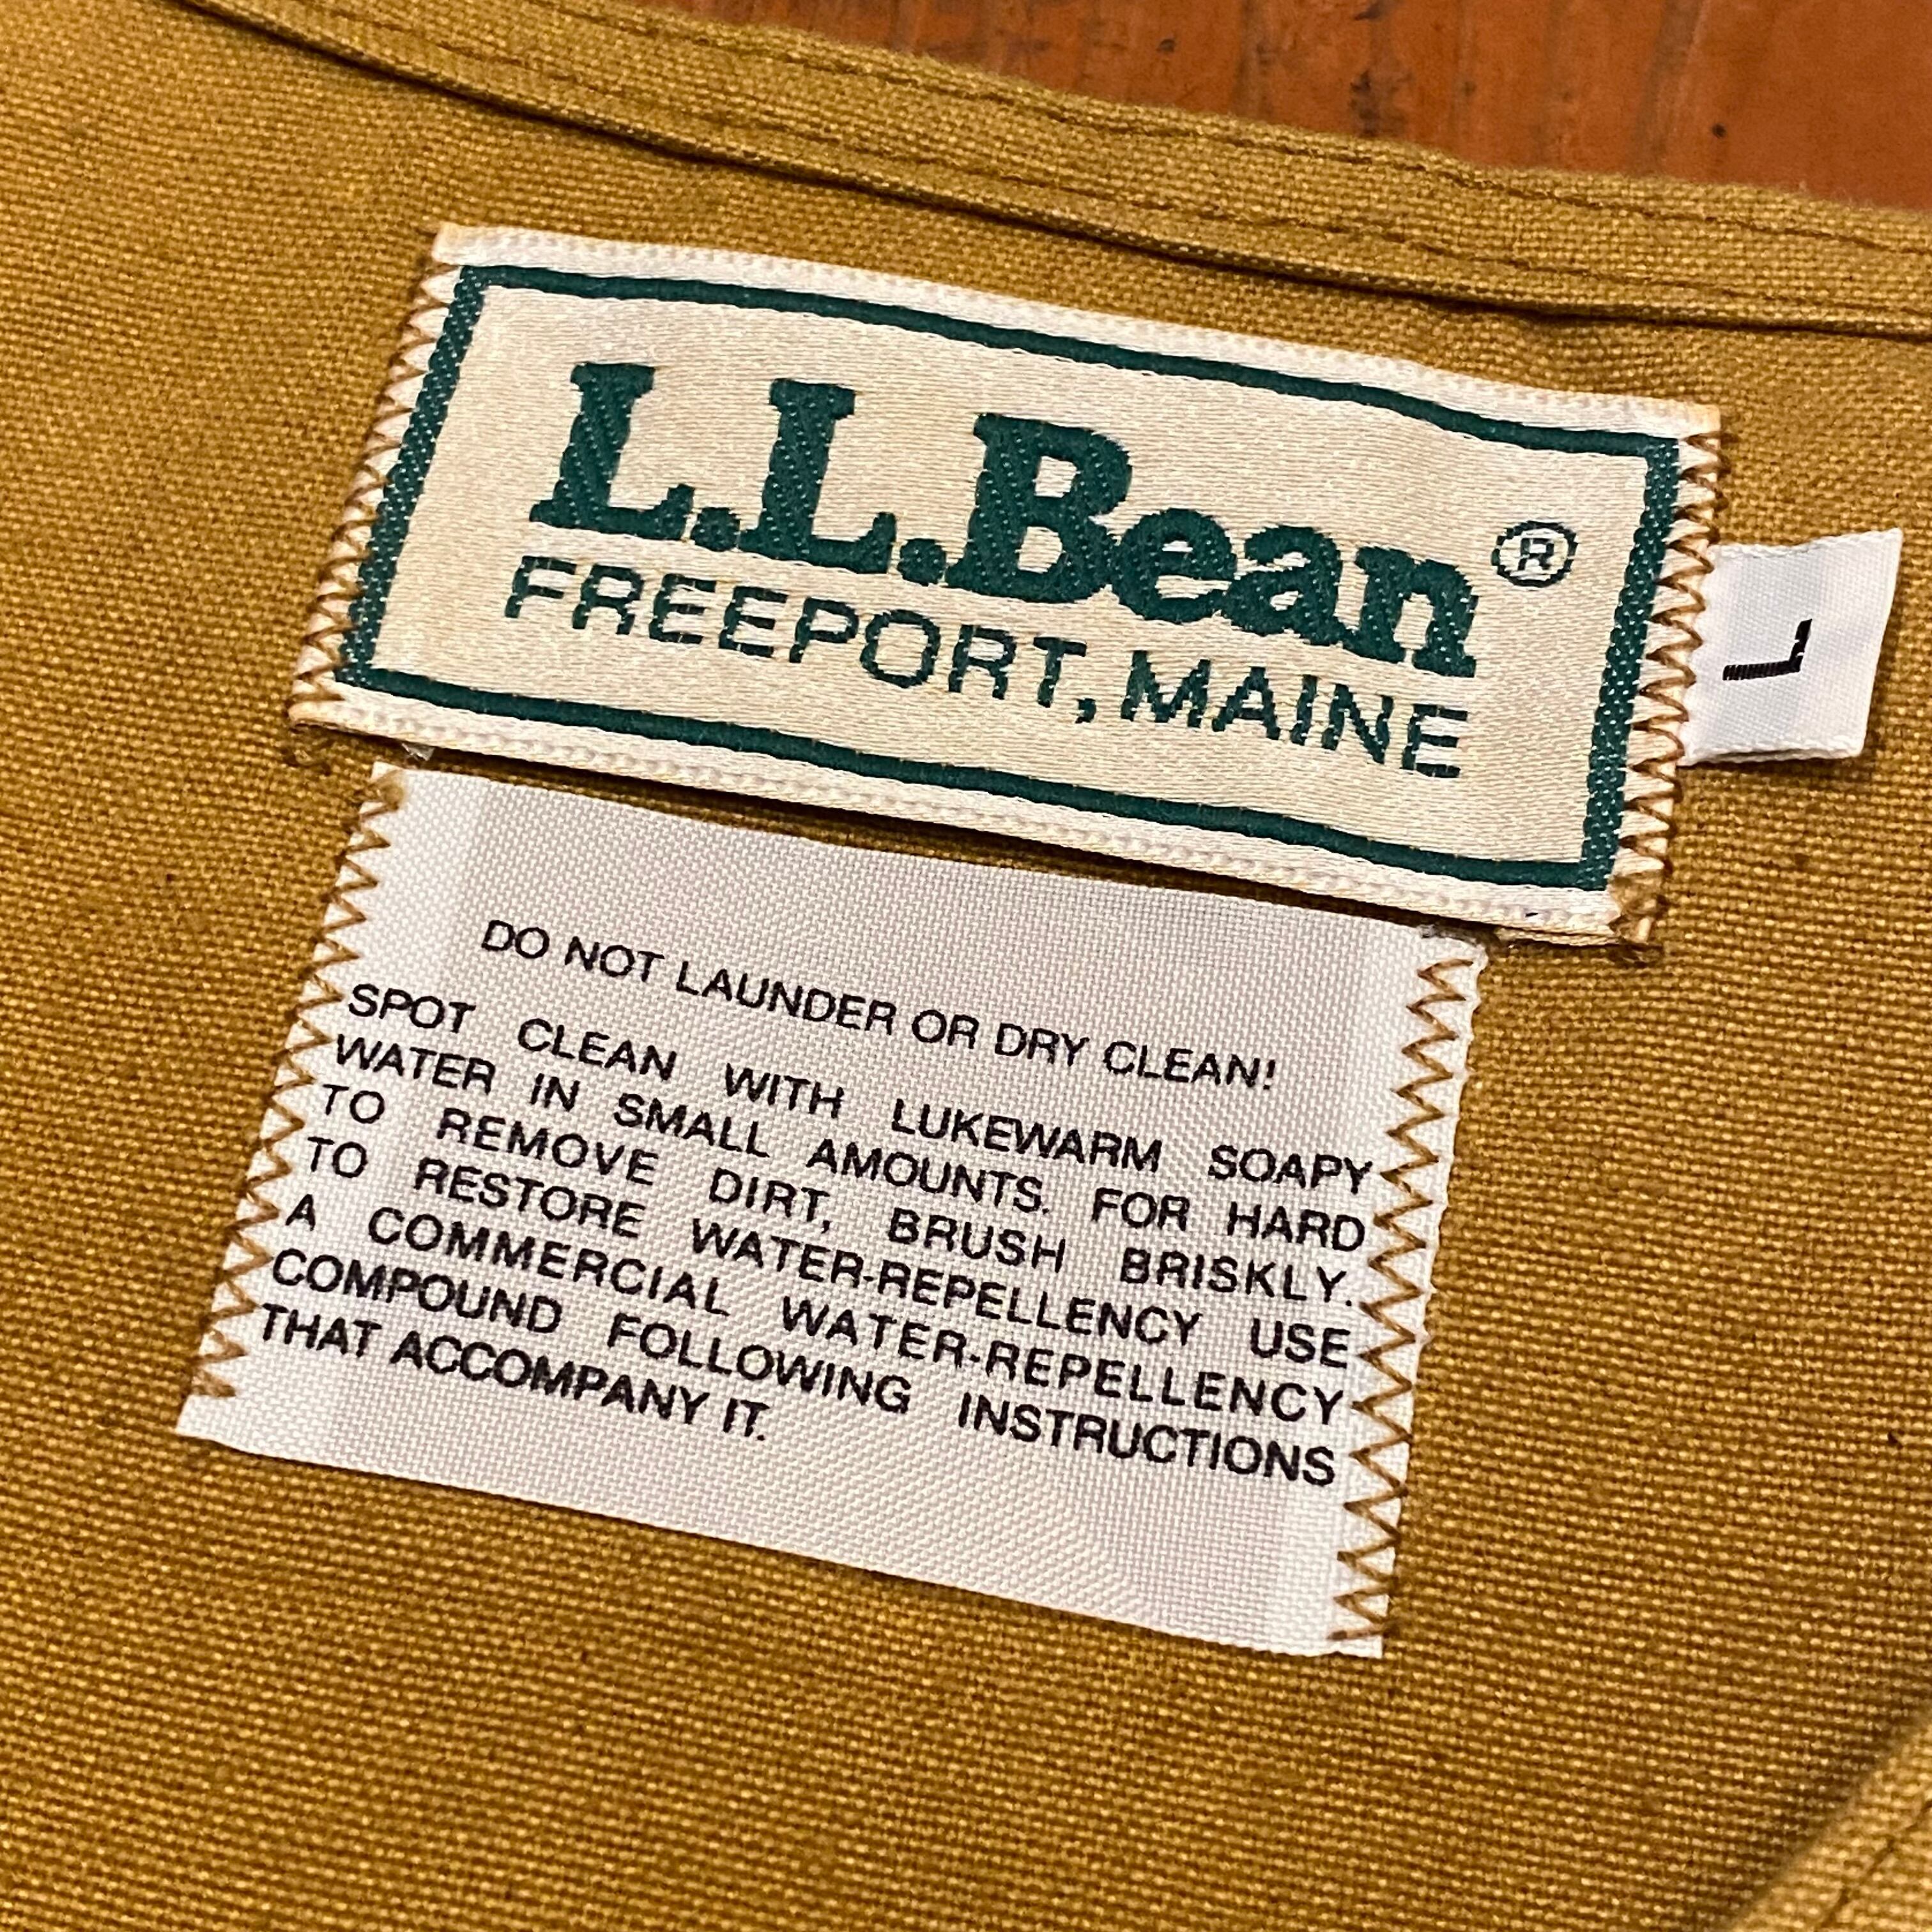 L.L.Bean®
FREEPORT, MAINE
L
DO NOT LAUNDER OR DRY CLEAN!
SPOT CLEAN WITH LUKEWARM SOAPY
WATER IN SMALL AMOUNTS. FOR HARD
TO REMOVE DIRT, BRUSH BRISKLY.
TO RESTORE WATER-REPELLENCY USE
A COMMERCIAL WATER-REPELLENCY
COMPOUND FOLLOWING INSTRUCTIONS
THAT ACCOMPANY IT.